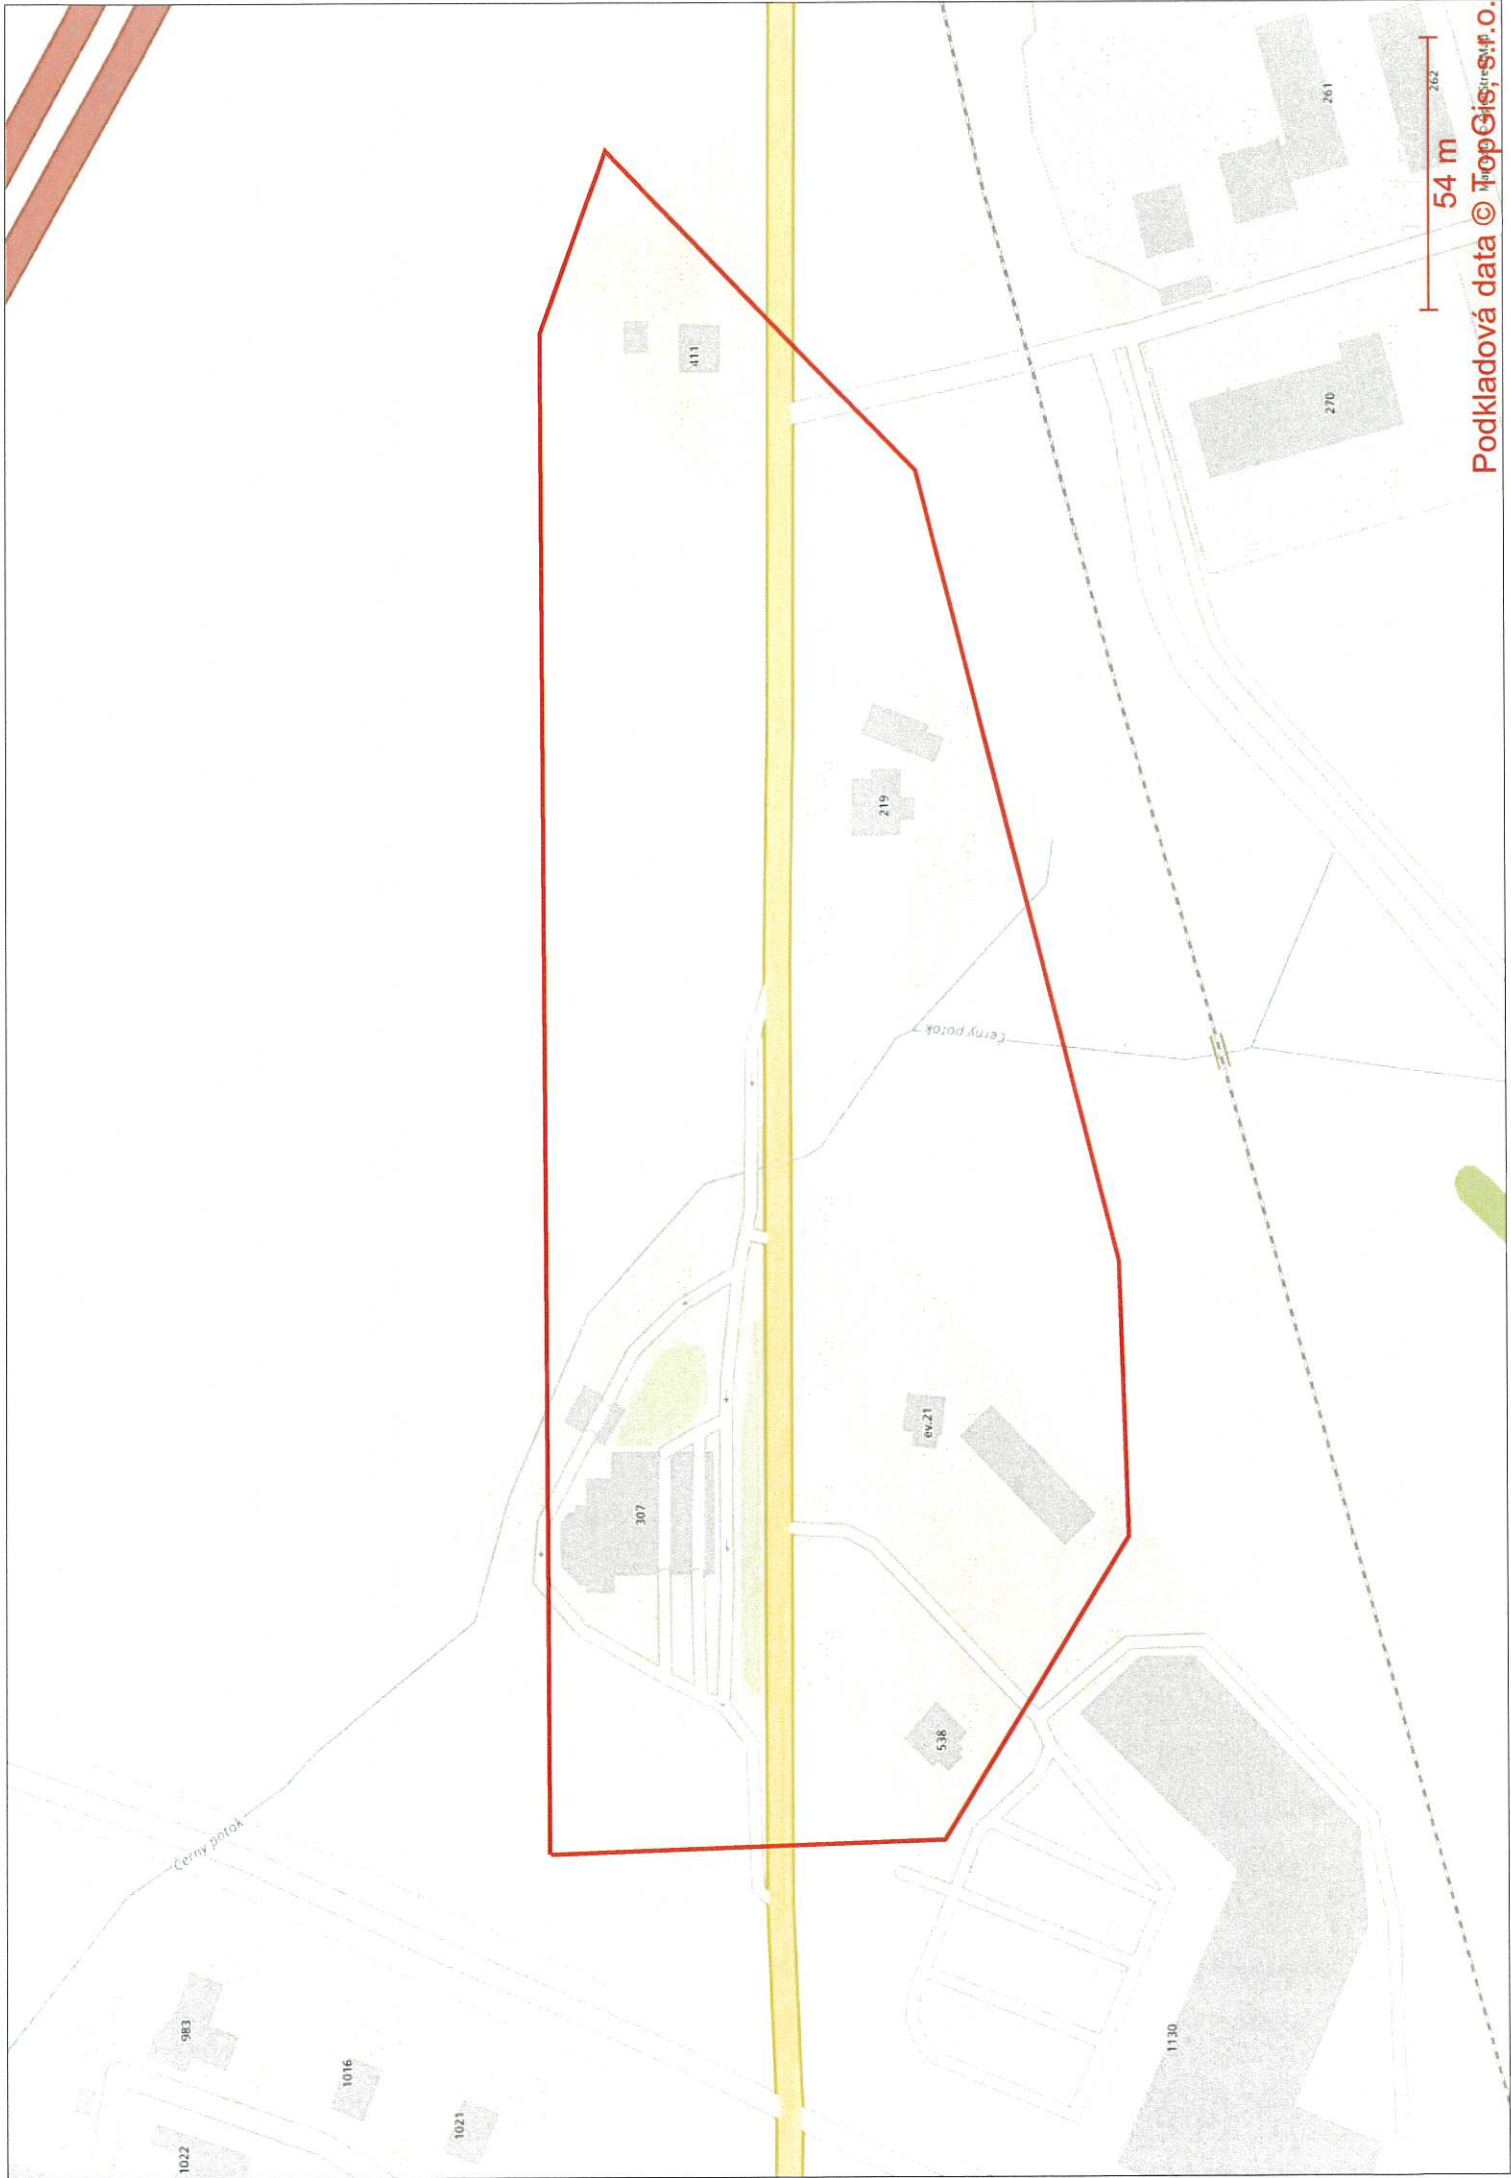 261
262
54 m
Podkladová data © TopGis, s.r.o.
411
270
219
Černý potok
ev.21
307
538
Černý potok
983
1016
1021
1022
1130